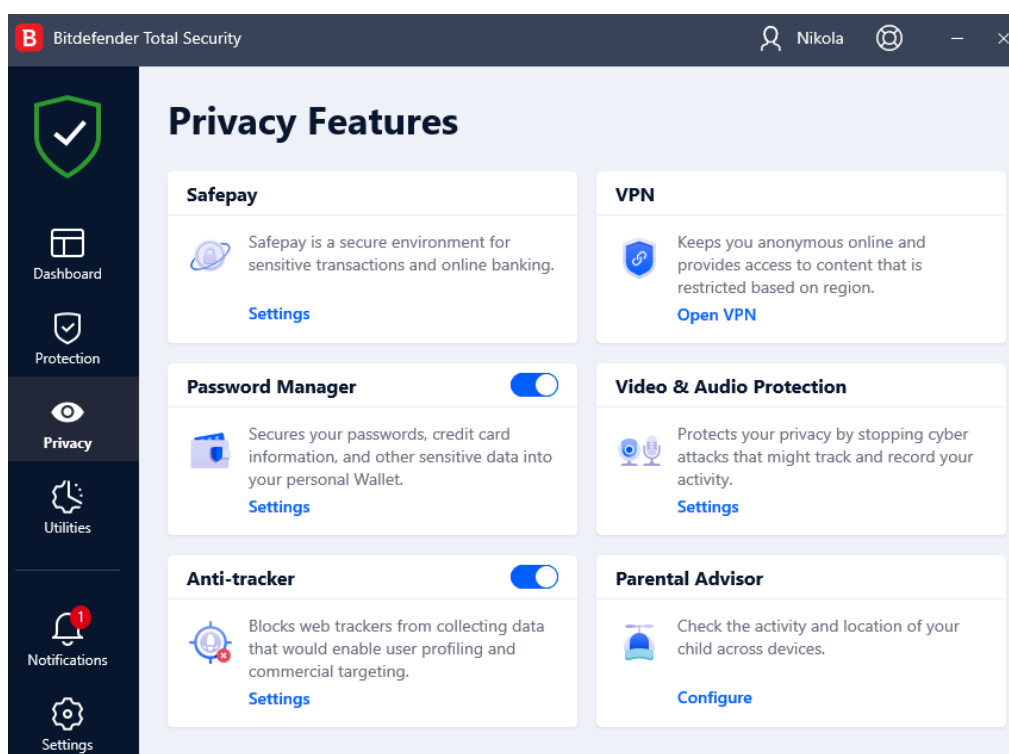 B Bitdefender Total Security
Nikola
Privacy Features
Dashboard
Protection
Privacy
Utilities
1
Notifications
Settings
Safepay
Safepay is a secure environment for
sensitive transactions and online banking.
Settings
VPN
Keeps you anonymous online and
provides access to content that is
restricted based on region.
Open VPN
Password Manager
Secures your passwords, credit card
information, and other sensitive data into
your personal Wallet.
Settings
Video & Audio Protection
Protects your privacy by stopping cyber
attacks that might track and record your
activity.
Settings
Anti-tracker
Blocks web trackers from collecting data
that would enable user profiling and
commercial targeting.
Settings
Parental Advisor
Check the activity and location of your
child across devices.
Configure